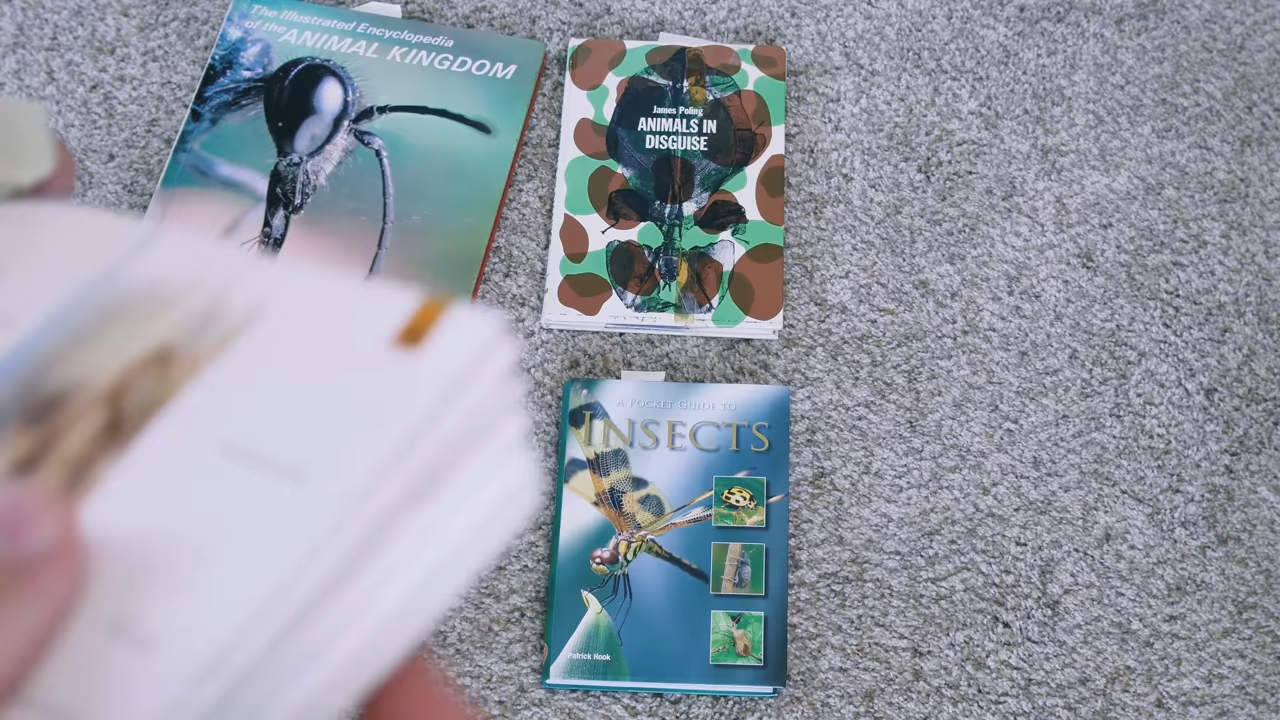 The Illustrated Encyclopedia
of the ANIMAL KINGDOM
James Poling
ANIMALS IN
DISGUISE
A POCKET GUIDE TO
INSECTS
Patrick Hook